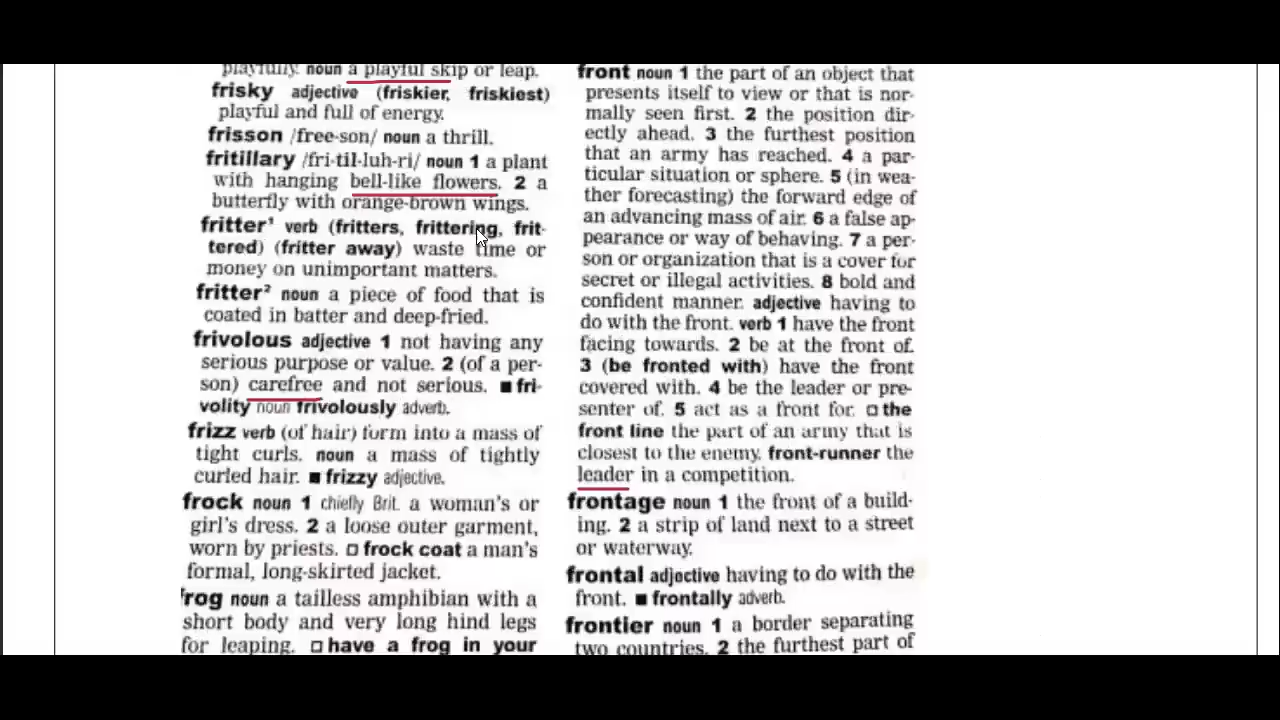 playfully. noun a playful skip or leap.
frisky adjective (friskier, friskiest)
playful and full of energy.
frisson /free-son/ noun a thrill.
fritillary /fri-til-luh-ri/ noun 1 a plant
with hanging bell-like flowers. 2 a
butterfly with orange-brown wings.
fritter¹ verb (fritters, frittering, frit-
tered) (fritter away) waste time or
money on unimportant matters.
fritter² noun a piece of food that is
coated in batter and deep-fried.
frivolous adjective 1 not having any
serious purpose or value. 2 (of a per-
son) carefree and not serious. ■ fri-
volity noun frivolously adverb.
frizz verb (of hair) form into a mass of
tight curls. noun a mass of tightly
curled hair. ■ frizzy adjective.
frock noun 1 chiefly Brit. a woman's or
girl's dress. 2 a loose outer garment,
worn by priests. □ frock coat a man's
formal, long-skirted jacket.
frog noun a tailless amphibian with a
short body and very long hind legs
for leaping. □ have a frog in your
front noun 1 the part of an object that
presents itself to view or that is nor-
mally seen first. 2 the position dir-
ectly ahead. 3 the furthest position
that an army has reached. 4 a par-
ticular situation or sphere. 5 (in wea-
ther forecasting) the forward edge of
an advancing mass of air. 6 a false ap-
pearance or way of behaving. 7 a per-
son or organization that is a cover for
secret or illegal activities. 8 bold and
confident manner. adjective having to
do with the front. verb 1 have the front
facing towards. 2 be at the front of.
3 (be fronted with) have the front
covered with. 4 be the leader or pre-
senter of. 5 act as a front for. □ the
front line the part of an army that is
closest to the enemy. front-runner the
leader in a competition.
frontage noun 1 the front of a build-
ing. 2 a strip of land next to a street
or waterway.
frontal adjective having to do with the
front. ■ frontally adverb.
frontier noun 1 a border separating
two countries. 2 the furthest part of